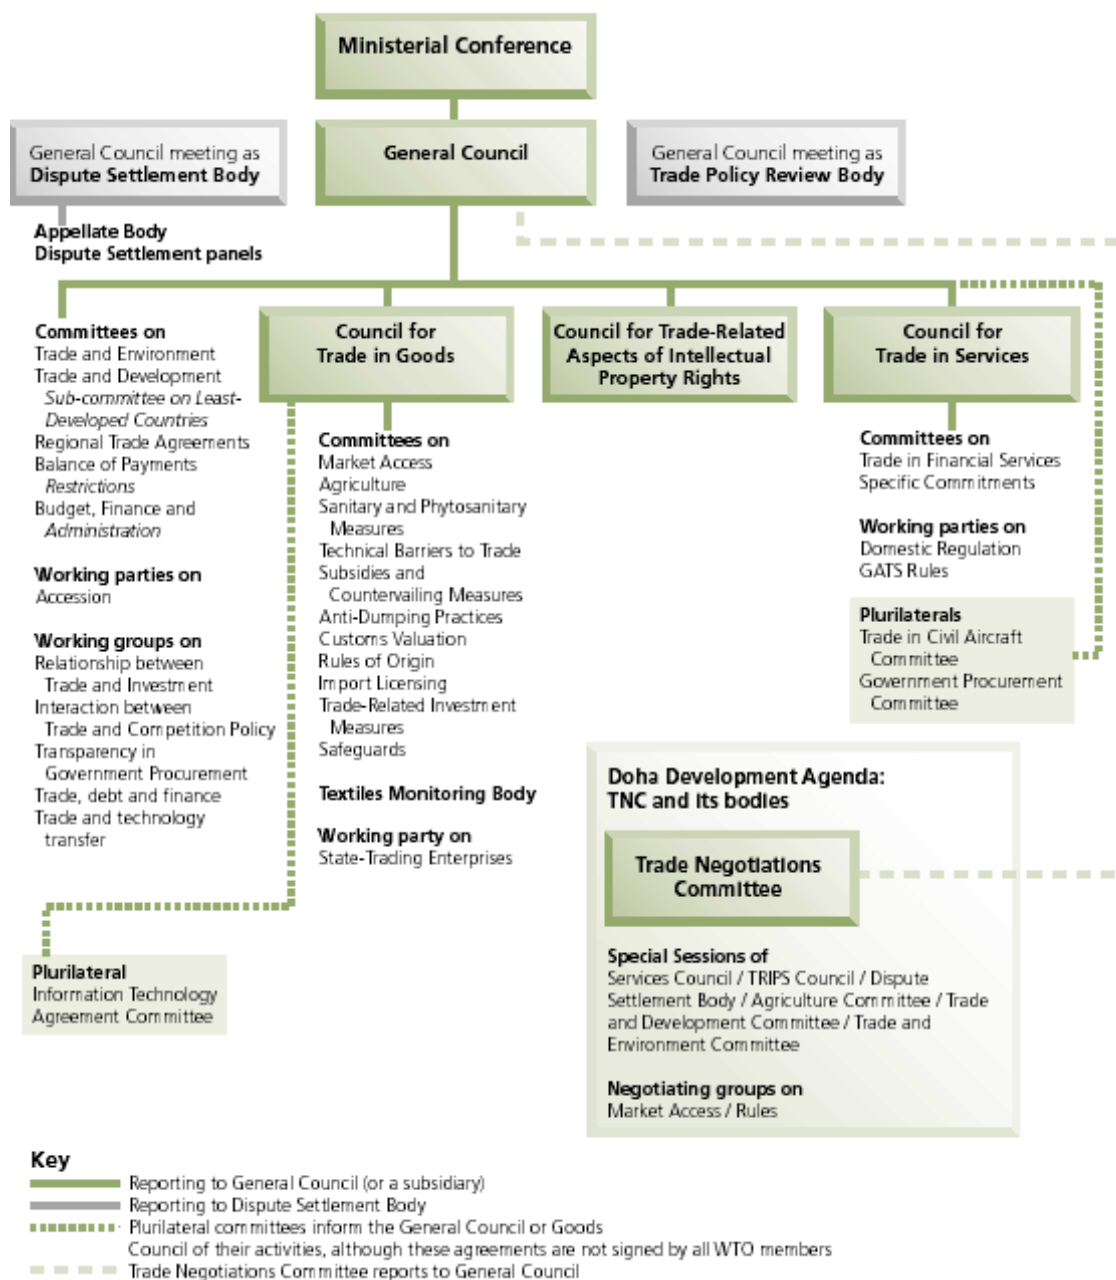 Ministerial Conference
General Council meeting as
Dispute Settlement Body
General Council
General Council meeting as
Trade Policy Review Body
Appellate Body
Dispute Settlement panels
Committees on
Trade and Environment
Trade and Development
Sub-committee on Least-
Developed Countries
Regional Trade Agreements
Balance of Payments
Restrictions
Budget, Finance and
Administration
Working parties on
Accession
Working groups on
Relationship between
Trade and Investment
Interaction between
Trade and Competition Policy
Transparency in
Government Procurement
Trade, debt and finance
Trade and technology
transfer
Plurilateral
Information Technology
Agreement Committee
Council for
Trade in Goods
Committees on
Market Access
Agriculture
Sanitary and Phytosanitary
Measures
Technical Barriers to Trade
Subsidies and
Countervailing Measures
Anti-Dumping Practices
Customs Valuation
Rules of Origin
Import Licensing
Trade-Related Investment
Measures
Safeguards
Textiles Monitoring Body
Working party on
State-Trading Enterprises
Council for Trade-Related
Aspects of Intellectual
Property Rights
Council for
Trade in Services
Committees on
Trade in Financial Services
Specific Commitments
Working parties on
Domestic Regulation
GATS Rules
Plurilaterals
Trade in Civil Aircraft
Committee
Government Procurement
Committee
Doha Development Agenda:
TNC and its bodies
Trade Negotiations
Committee
Special Sessions of
Services Council / TRIPS Council / Dispute
Settlement Body / Agriculture Committee / Trade
and Development Committee / Trade and
Environment Committee
Negotiating groups on
Market Access / Rules
Key
Reporting to General Council (or a subsidiary)
Reporting to Dispute Settlement Body
Plurilateral committees inform the General Council or Goods
Council of their activities, although these agreements are not signed by all WTO members
Trade Negotiations Committee reports to General Council